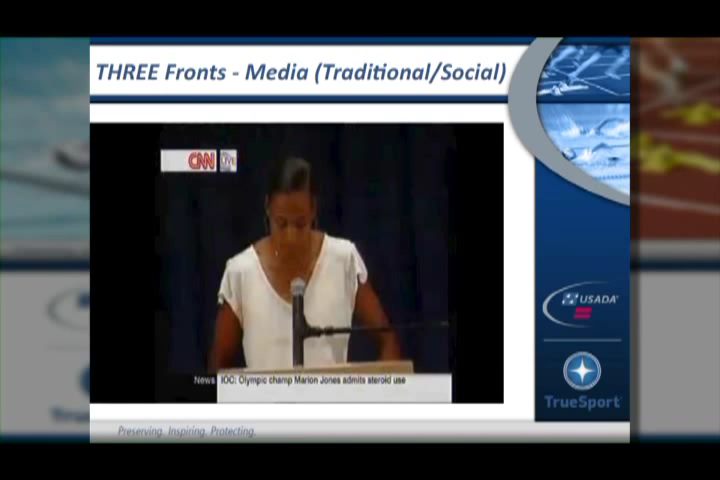 THREE Fronts - Media (Traditional/Social)
CNN
LIVE
News IOC: Olympic champ Marion Jones admits steroid use
USADA
TrueSport
Preserving. Inspiring. Protecting.